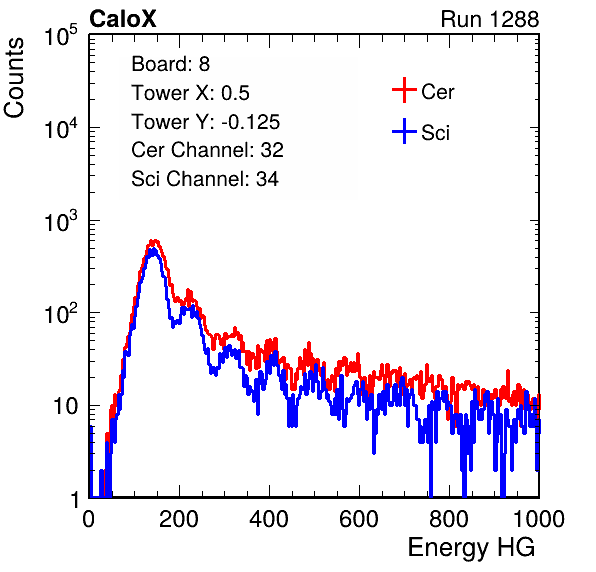 CaloX Run 1288
Counts
10^5
10^4
10^3
10^2
10
1
Board: 8
Tower X: 0.5
Tower Y: -0.125
Cer Channel: 32
Sci Channel: 34
Cer
Sci
0 200 400 600 800 1000
Energy HG